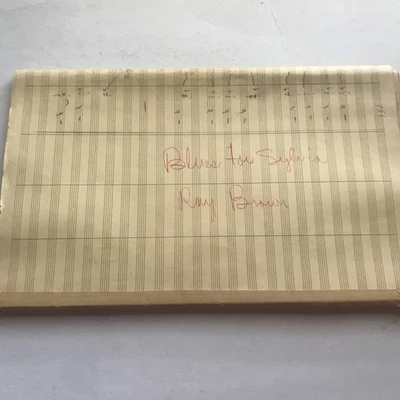 Blues for Sylvia
Ray Brown